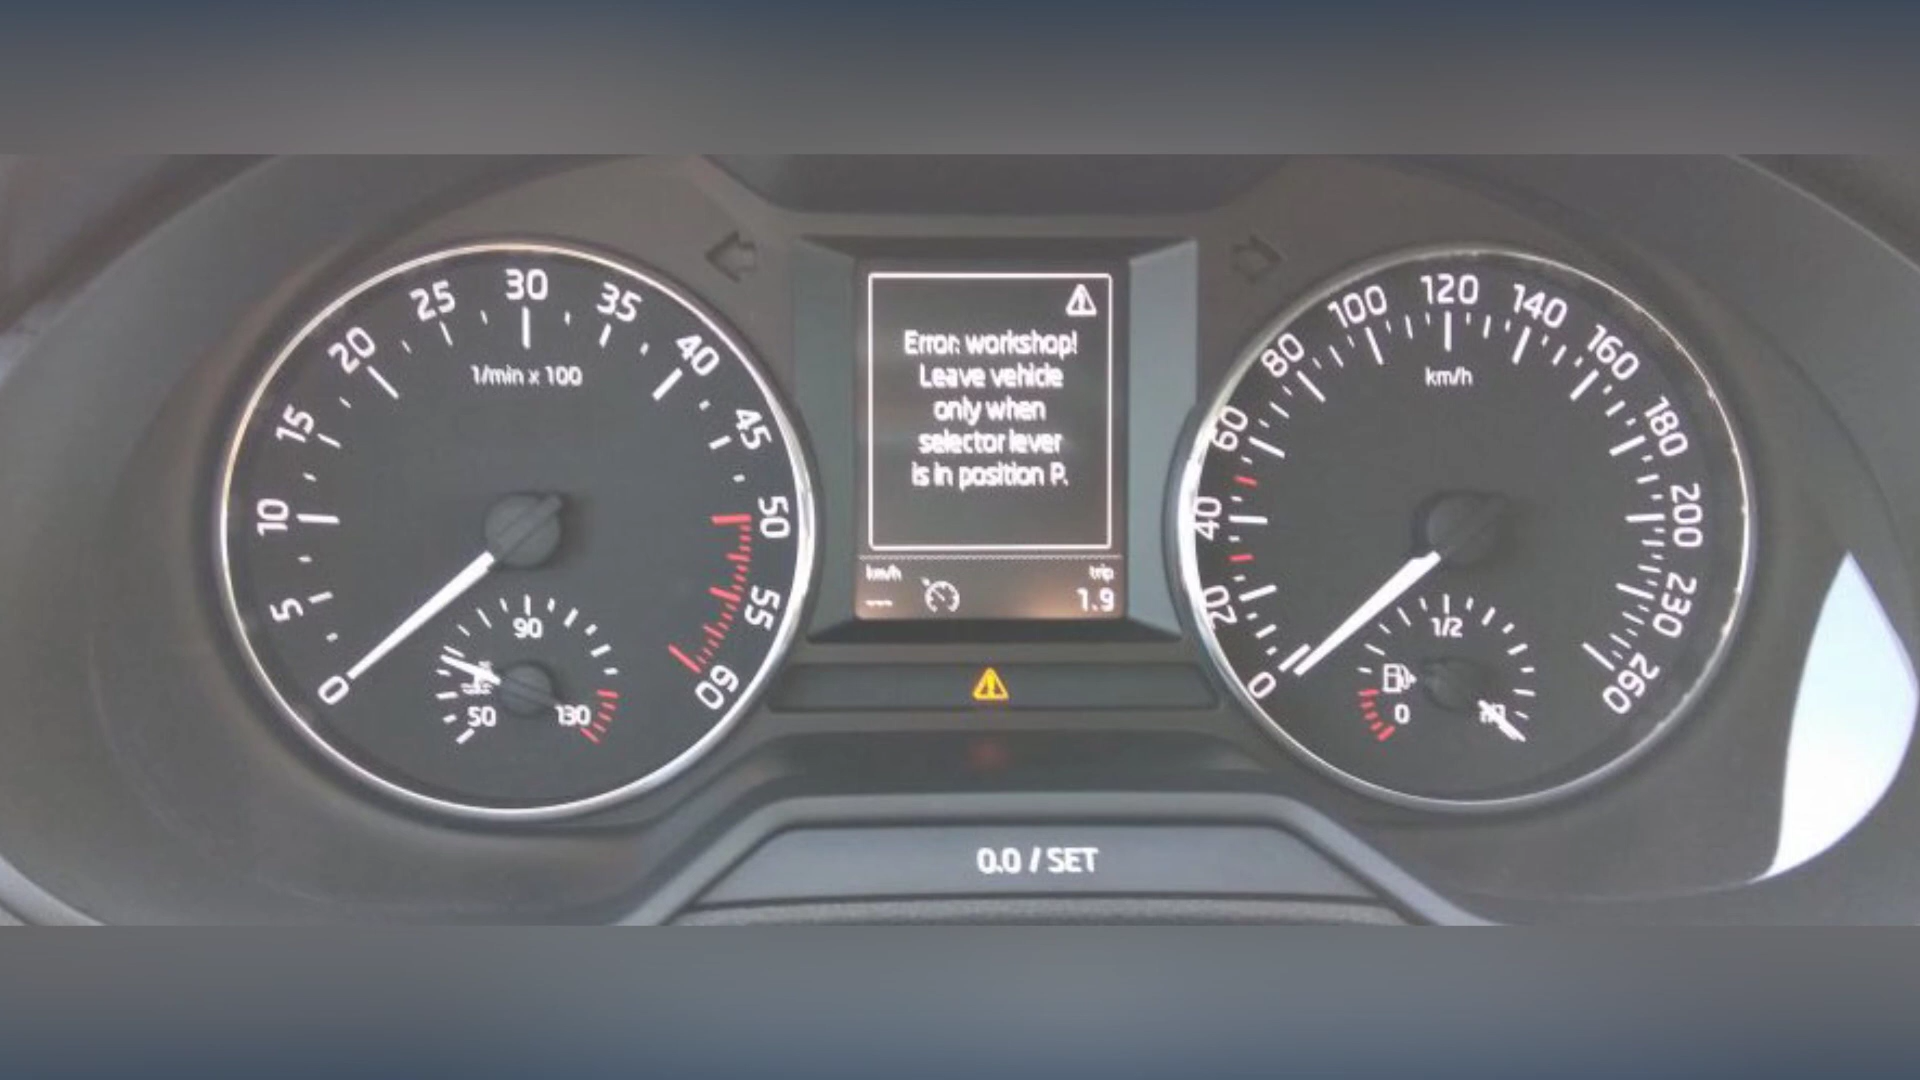 0 5 10 15 20 25 30 35 40 45 50 55 60
1/min x 100
50 90 130
Error: workshop!
Leave vehicle
only when
selector lever
is in position P.
km/h trip
--- 1.9
0 20 40 60 80 100 120 140 160 180 200 230 260
km/h
0 1/2
0.0 / SET